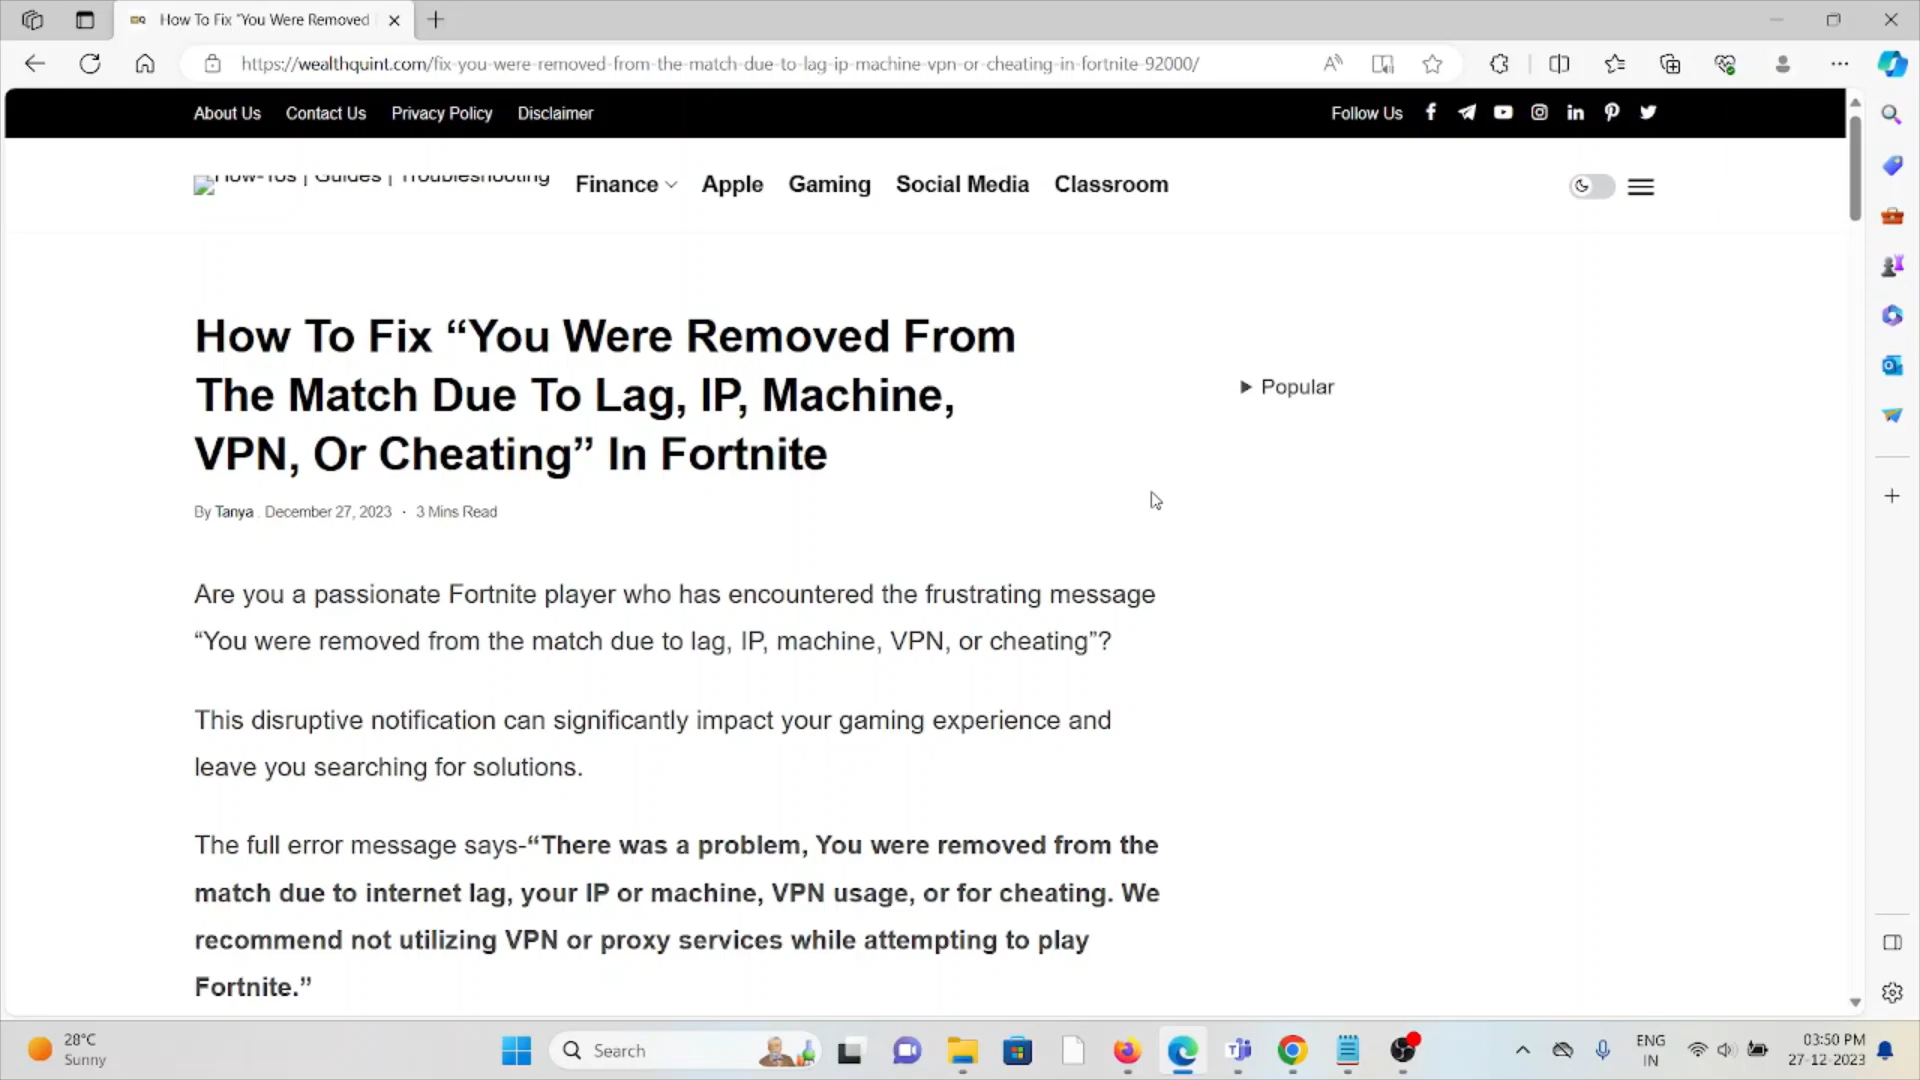 How To Fix "You Were Removed
https://wealthquint.com/fix-you-were-removed-from-the-match-due-to-lag-ip-machine-vpn-or-cheating-in-fortnite-92000/
About Us Contact Us Privacy Policy Disclaimer Follow Us
How-Tos | Guides | Troubleshooting Finance Apple Gaming Social Media Classroom
How To Fix “You Were Removed From
The Match Due To Lag, IP, Machine,
VPN, Or Cheating” In Fortnite
Popular
By Tanya . December 27, 2023 · 3 Mins Read
Are you a passionate Fortnite player who has encountered the frustrating message
“You were removed from the match due to lag, IP, machine, VPN, or cheating”?
This disruptive notification can significantly impact your gaming experience and
leave you searching for solutions.
The full error message says-“There was a problem, You were removed from the
match due to internet lag, your IP or machine, VPN usage, or for cheating. We
recommend not utilizing VPN or proxy services while attempting to play
Fortnite.”
28°C
Sunny
Search
ENG
IN
03:50 PM
27-12-2023